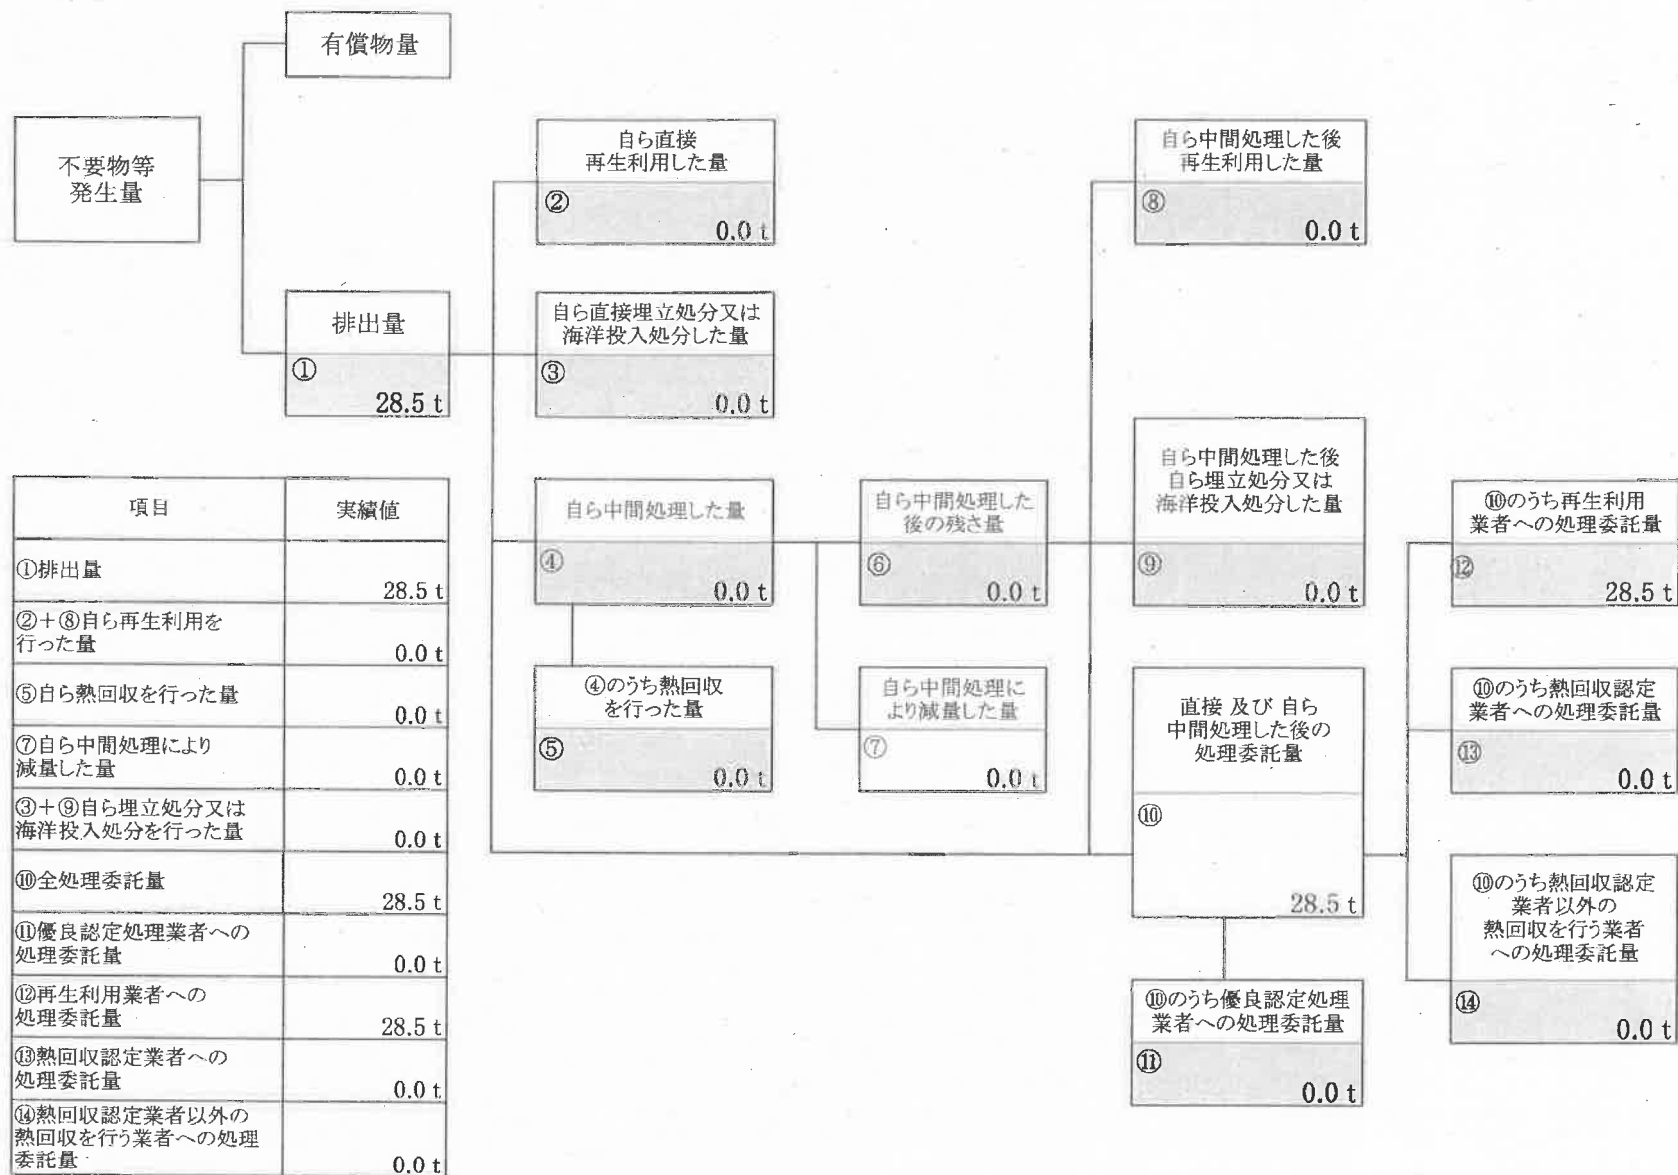 有償物量
不要物等
発生量
排出量
①
28.5 t
自ら直接
再生利用した量
②
0.0 t
自ら直接埋立処分又は
海洋投入処分した量
③
0.0 t
自ら中間処理した量
④
0.0 t
④のうち熱回収
を行った量
⑤
0.0 t
自ら中間処理した
後の残さ量
⑥
0.0 t
自ら中間処理に
より減量した量
⑦
0.0 t
自ら中間処理した後
再生利用した量
⑧
0.0 t
自ら中間処理した後
自ら埋立処分又は
海洋投入処分した量
⑨
0.0 t
直接 及び 自ら
中間処理した後の
処理委託量
⑩
28.5 t
⑩のうち優良認定処理
業者への処理委託量
⑪
0.0 t
⑩のうち再生利用
業者への処理委託量
⑫
28.5 t
⑩のうち熱回収認定
業者への処理委託量
⑬
0.0 t
⑩のうち熱回収認定
業者以外の
熱回収を行う業者
への処理委託量
⑭
0.0 t
項目 実績値
①排出量
28.5 t
②+⑧自ら再生利用を
行った量
0.0 t
⑤自ら熱回収を行った量
0.0 t
⑦自ら中間処理により
減量した量
0.0 t
③+⑨自ら埋立処分又は
海洋投入処分を行った量
0.0 t
⑩全処理委託量
28.5 t
⑪優良認定処理業者への
処理委託量
0.0 t
⑫再生利用業者への
処理委託量
28.5 t
⑬熱回収認定業者への
処理委託量
0.0 t
⑭熱回収認定業者以外の
熱回収を行う業者への処理
委託量
0.0 t